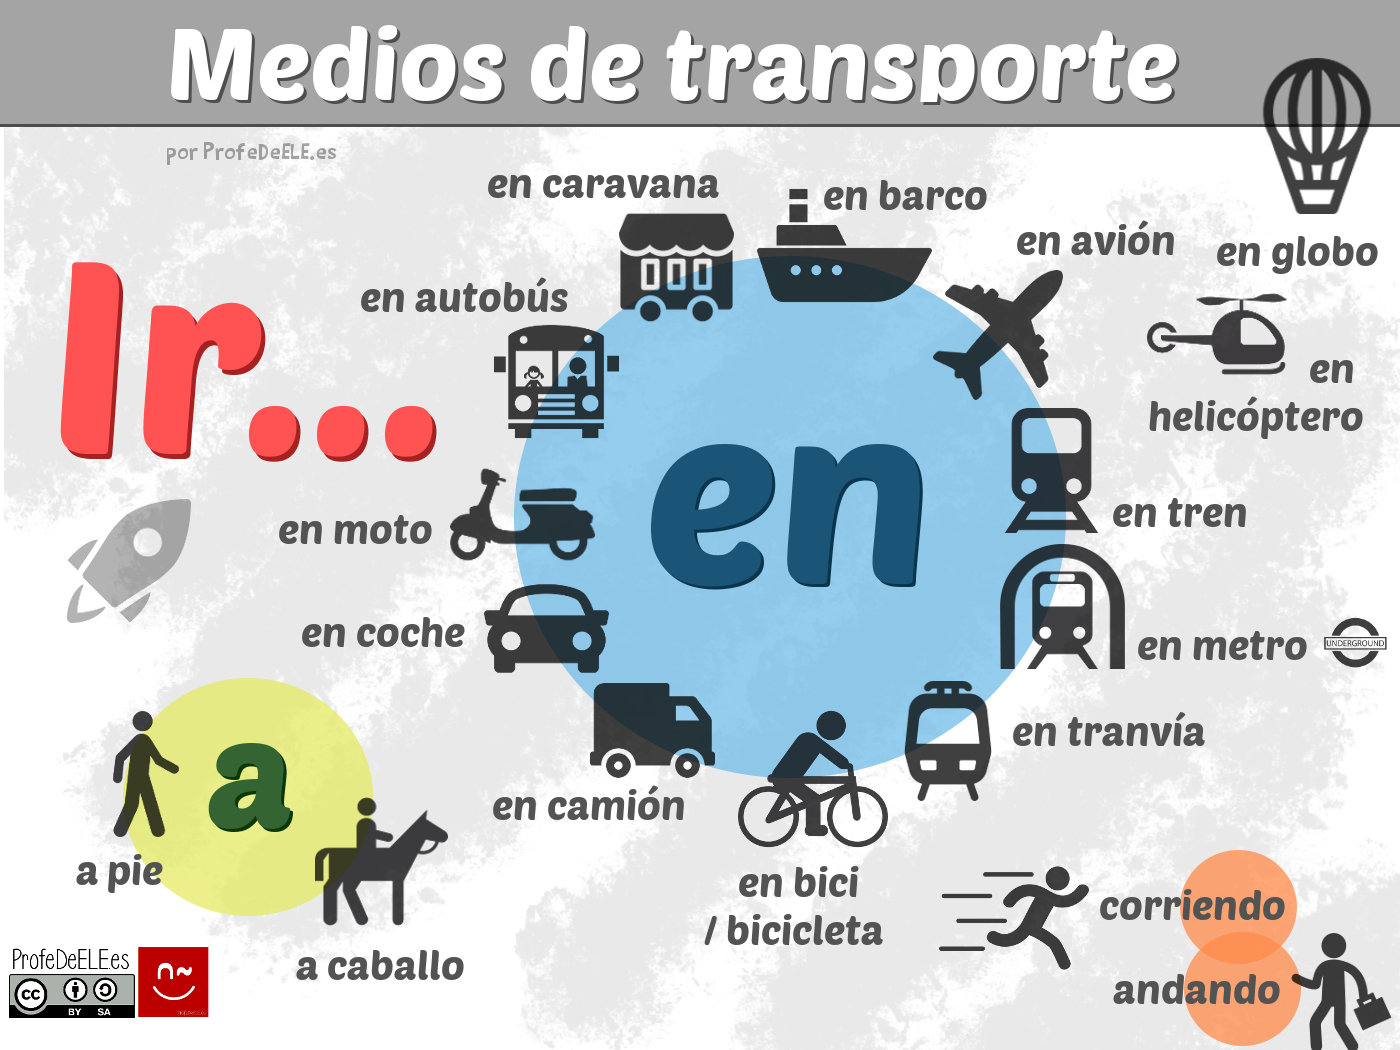 Medios de transporte
por ProfeDeELE.es
Ir...
en
en caravana
en barco
en avión
en globo
en autobús
en
helicóptero
en moto
en tren
en coche
en metro
UNDERGROUND
en camión
en tranvía
en bici
/ bicicleta
a
a pie
a caballo
corriendo
andando
ProfeDeELE.es
cc
BY SA
n~